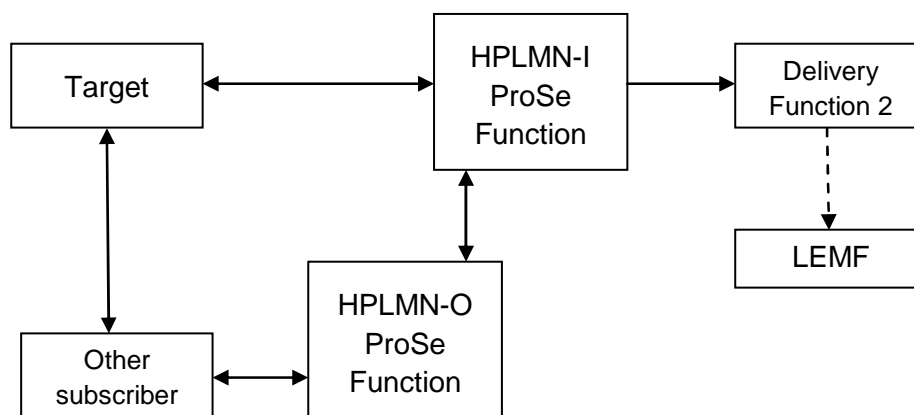 Target
HPLMN-I
ProSe
Function
Delivery
Function 2
LEMF
HPLMN-O
ProSe
Function
Other
subscriber